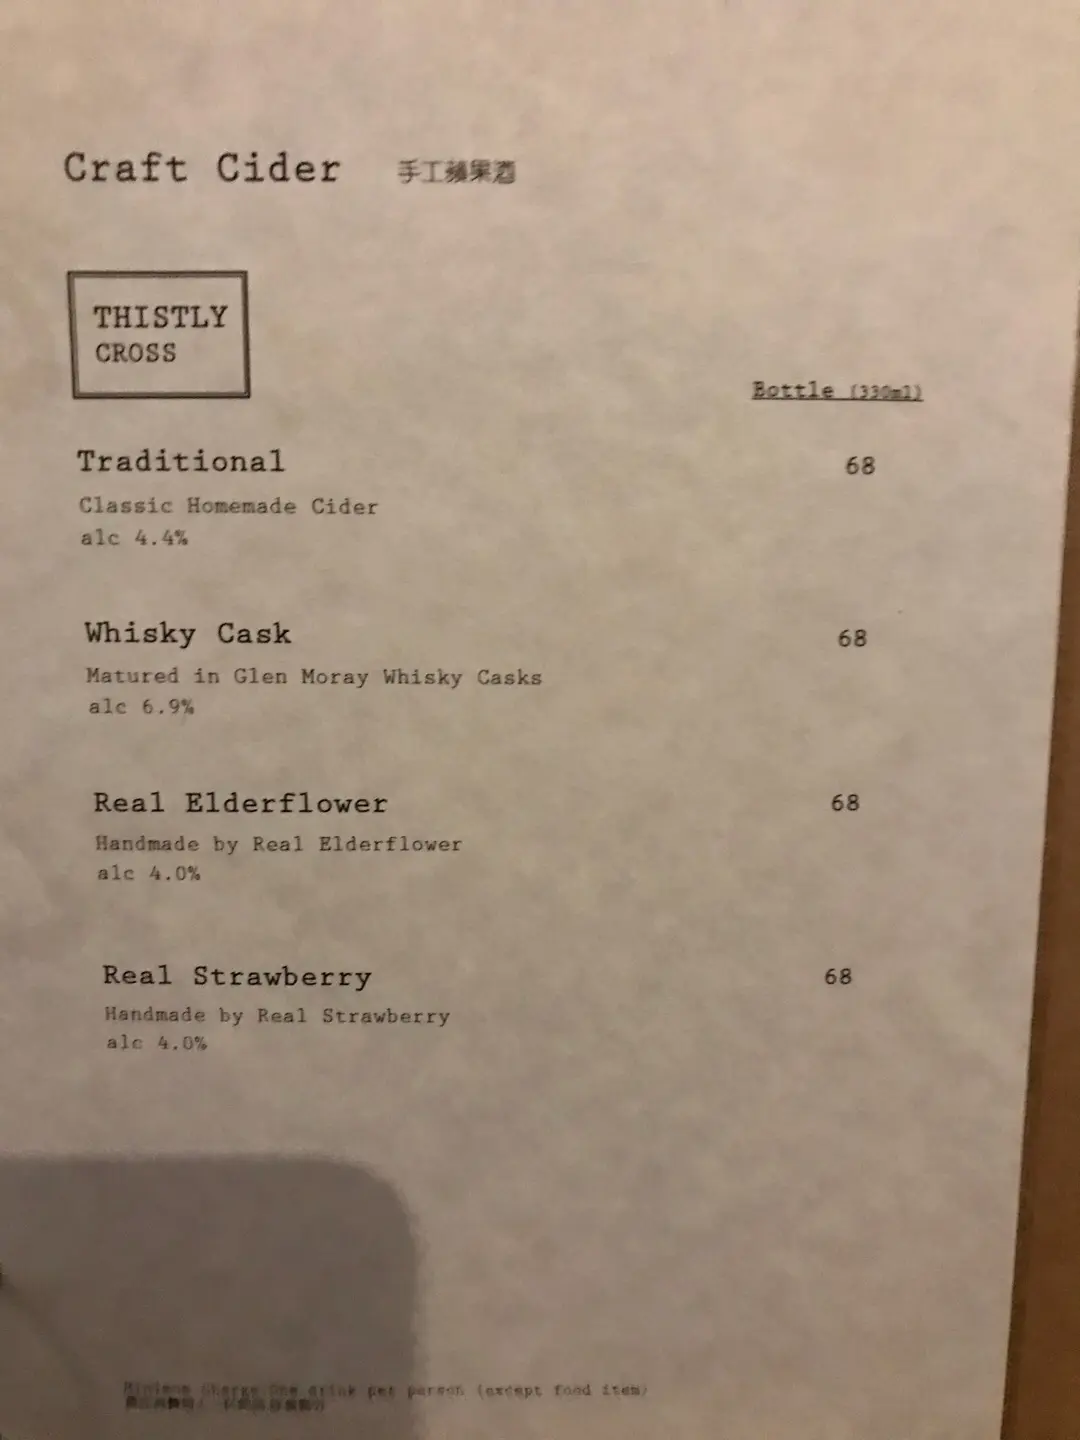 Craft Cider 手工蘋果酒
THISTLY
CROSS
Bottle (330ml)
Traditional 68
Classic Homemade Cider
alc 4.4%
Whisky Cask 68
Matured in Glen Moray Whisky Casks
alc 6.9%
Real Elderflower 68
Handmade by Real Elderflower
alc 4.0%
Real Strawberry 68
Handmade by Real Strawberry
alc 4.0%
Minimum Charge One drink per person (except food item)